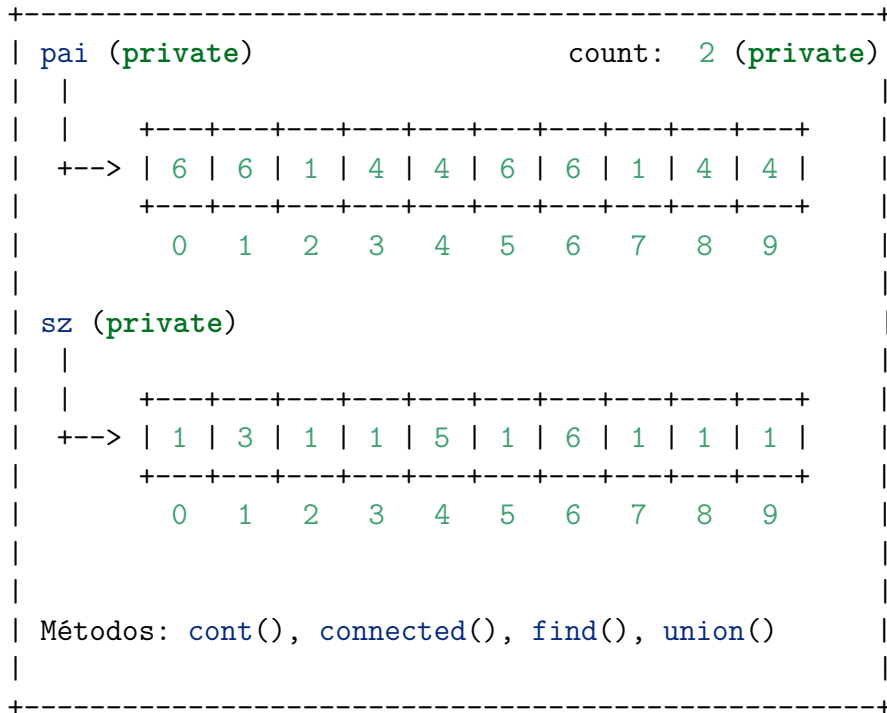 +----------------------------------------------------+
| pai (private)                   count:  2 (private)
|  |                                                  |
|  |    +---+---+---+---+---+---+---+---+---+---+    |
|  +--> | 6 | 6 | 1 | 4 | 4 | 6 | 6 | 1 | 4 | 4 |    |
|       +---+---+---+---+---+---+---+---+---+---+    |
|         0   1   2   3   4   5   6   7   8   9      |
|                                                    |
| sz (private)                                        |
|  |                                                 |
|  |    +---+---+---+---+---+---+---+---+---+---+    |
|  +--> | 1 | 3 | 1 | 1 | 5 | 1 | 6 | 1 | 1 | 1 |    |
|       +---+---+---+---+---+---+---+---+---+---+    |
|         0   1   2   3   4   5   6   7   8   9      |
|                                                    |
|                                                    |
| Métodos: cont(), connected(), find(), union()      |
|                                                    |
+----------------------------------------------------+